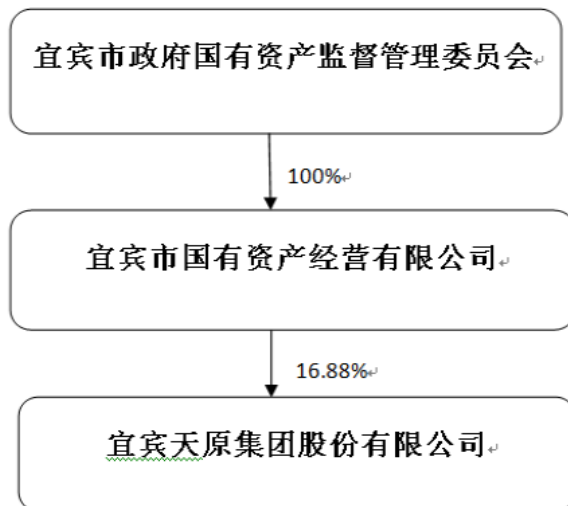 宜宾市政府国有资产监督管理委员会
100%
宜宾市国有资产经营有限公司
16.88%
宜宾天原集团股份有限公司